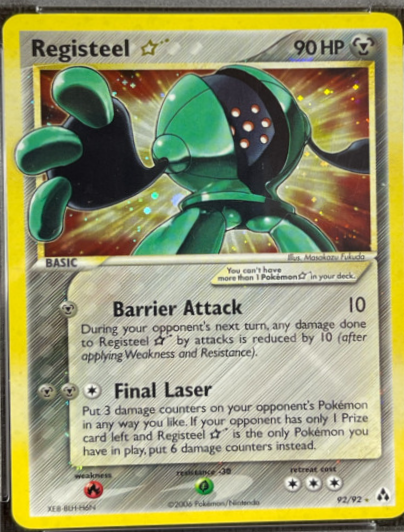 Registeel ☆
90 HP
Illus. Masakazu Fukuda
BASIC
You can't have
more than 1 Pokémon ☆ in your deck.
Barrier Attack 10
During your opponent's next turn, any damage done
to Registeel ☆ by attacks is reduced by 10 (after
applying Weakness and Resistance).
Final Laser
Put 3 damage counters on your opponent's Pokémon
in any way you like. If your opponent has only 1 Prize
card left and Registeel ☆ is the only Pokémon you
have in play, put 6 damage counters instead.
weakness resistance -30 retreat cost
©2006 Pokémon/Nintendo
92/92